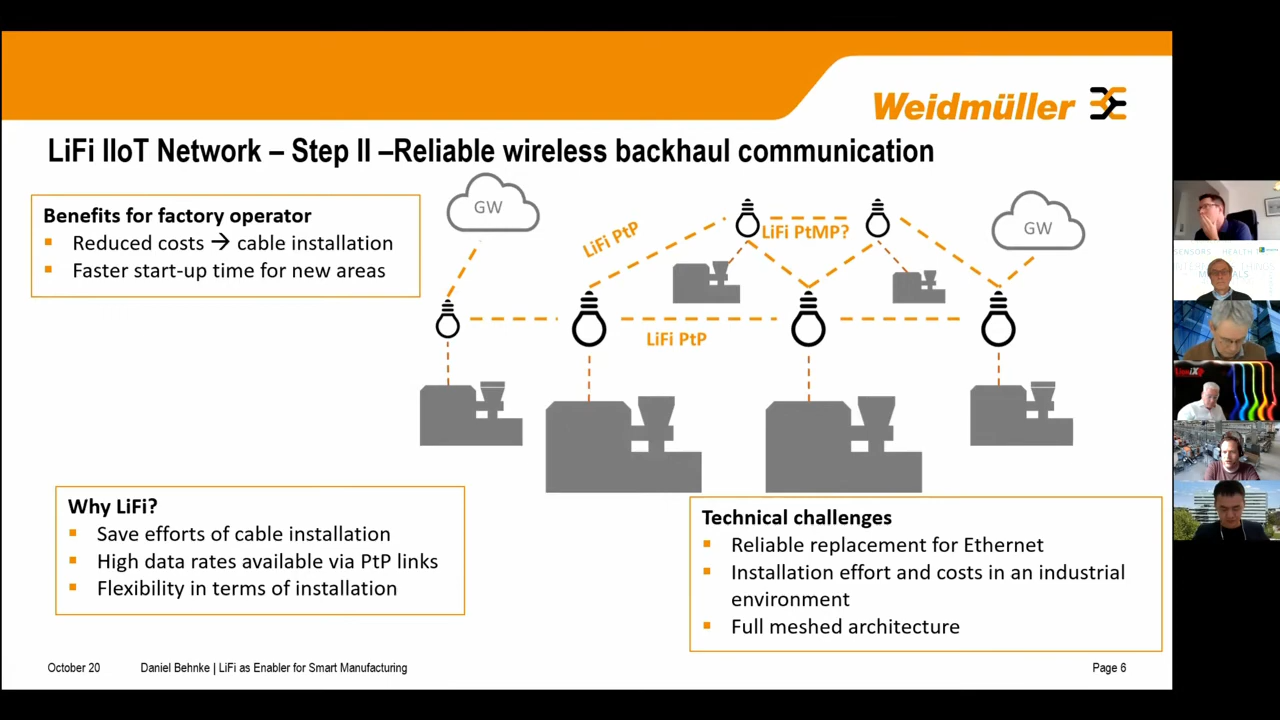 Weidmüller
LiFi IIoT Network – Step II –Reliable wireless backhaul communication
Benefits for factory operator
▪ Reduced costs → cable installation
▪ Faster start-up time for new areas
GW
LiFi PtP
LiFi PtMP?
GW
LiFi PtP
Why LiFi?
▪ Save efforts of cable installation
▪ High data rates available via PtP links
▪ Flexibility in terms of installation
Technical challenges
▪ Reliable replacement for Ethernet
▪ Installation effort and costs in an industrial
environment
▪ Full meshed architecture
October 20
Daniel Behnke | LiFi as Enabler for Smart Manufacturing
Page 6
SENSORS HEALTH